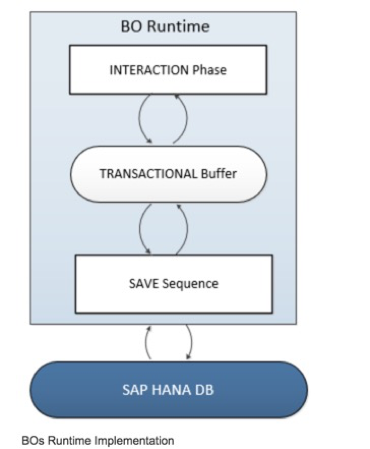 BO Runtime
INTERACTION Phase
TRANSACTIONAL Buffer
SAVE Sequence
SAP HANA DB
BOs Runtime Implementation